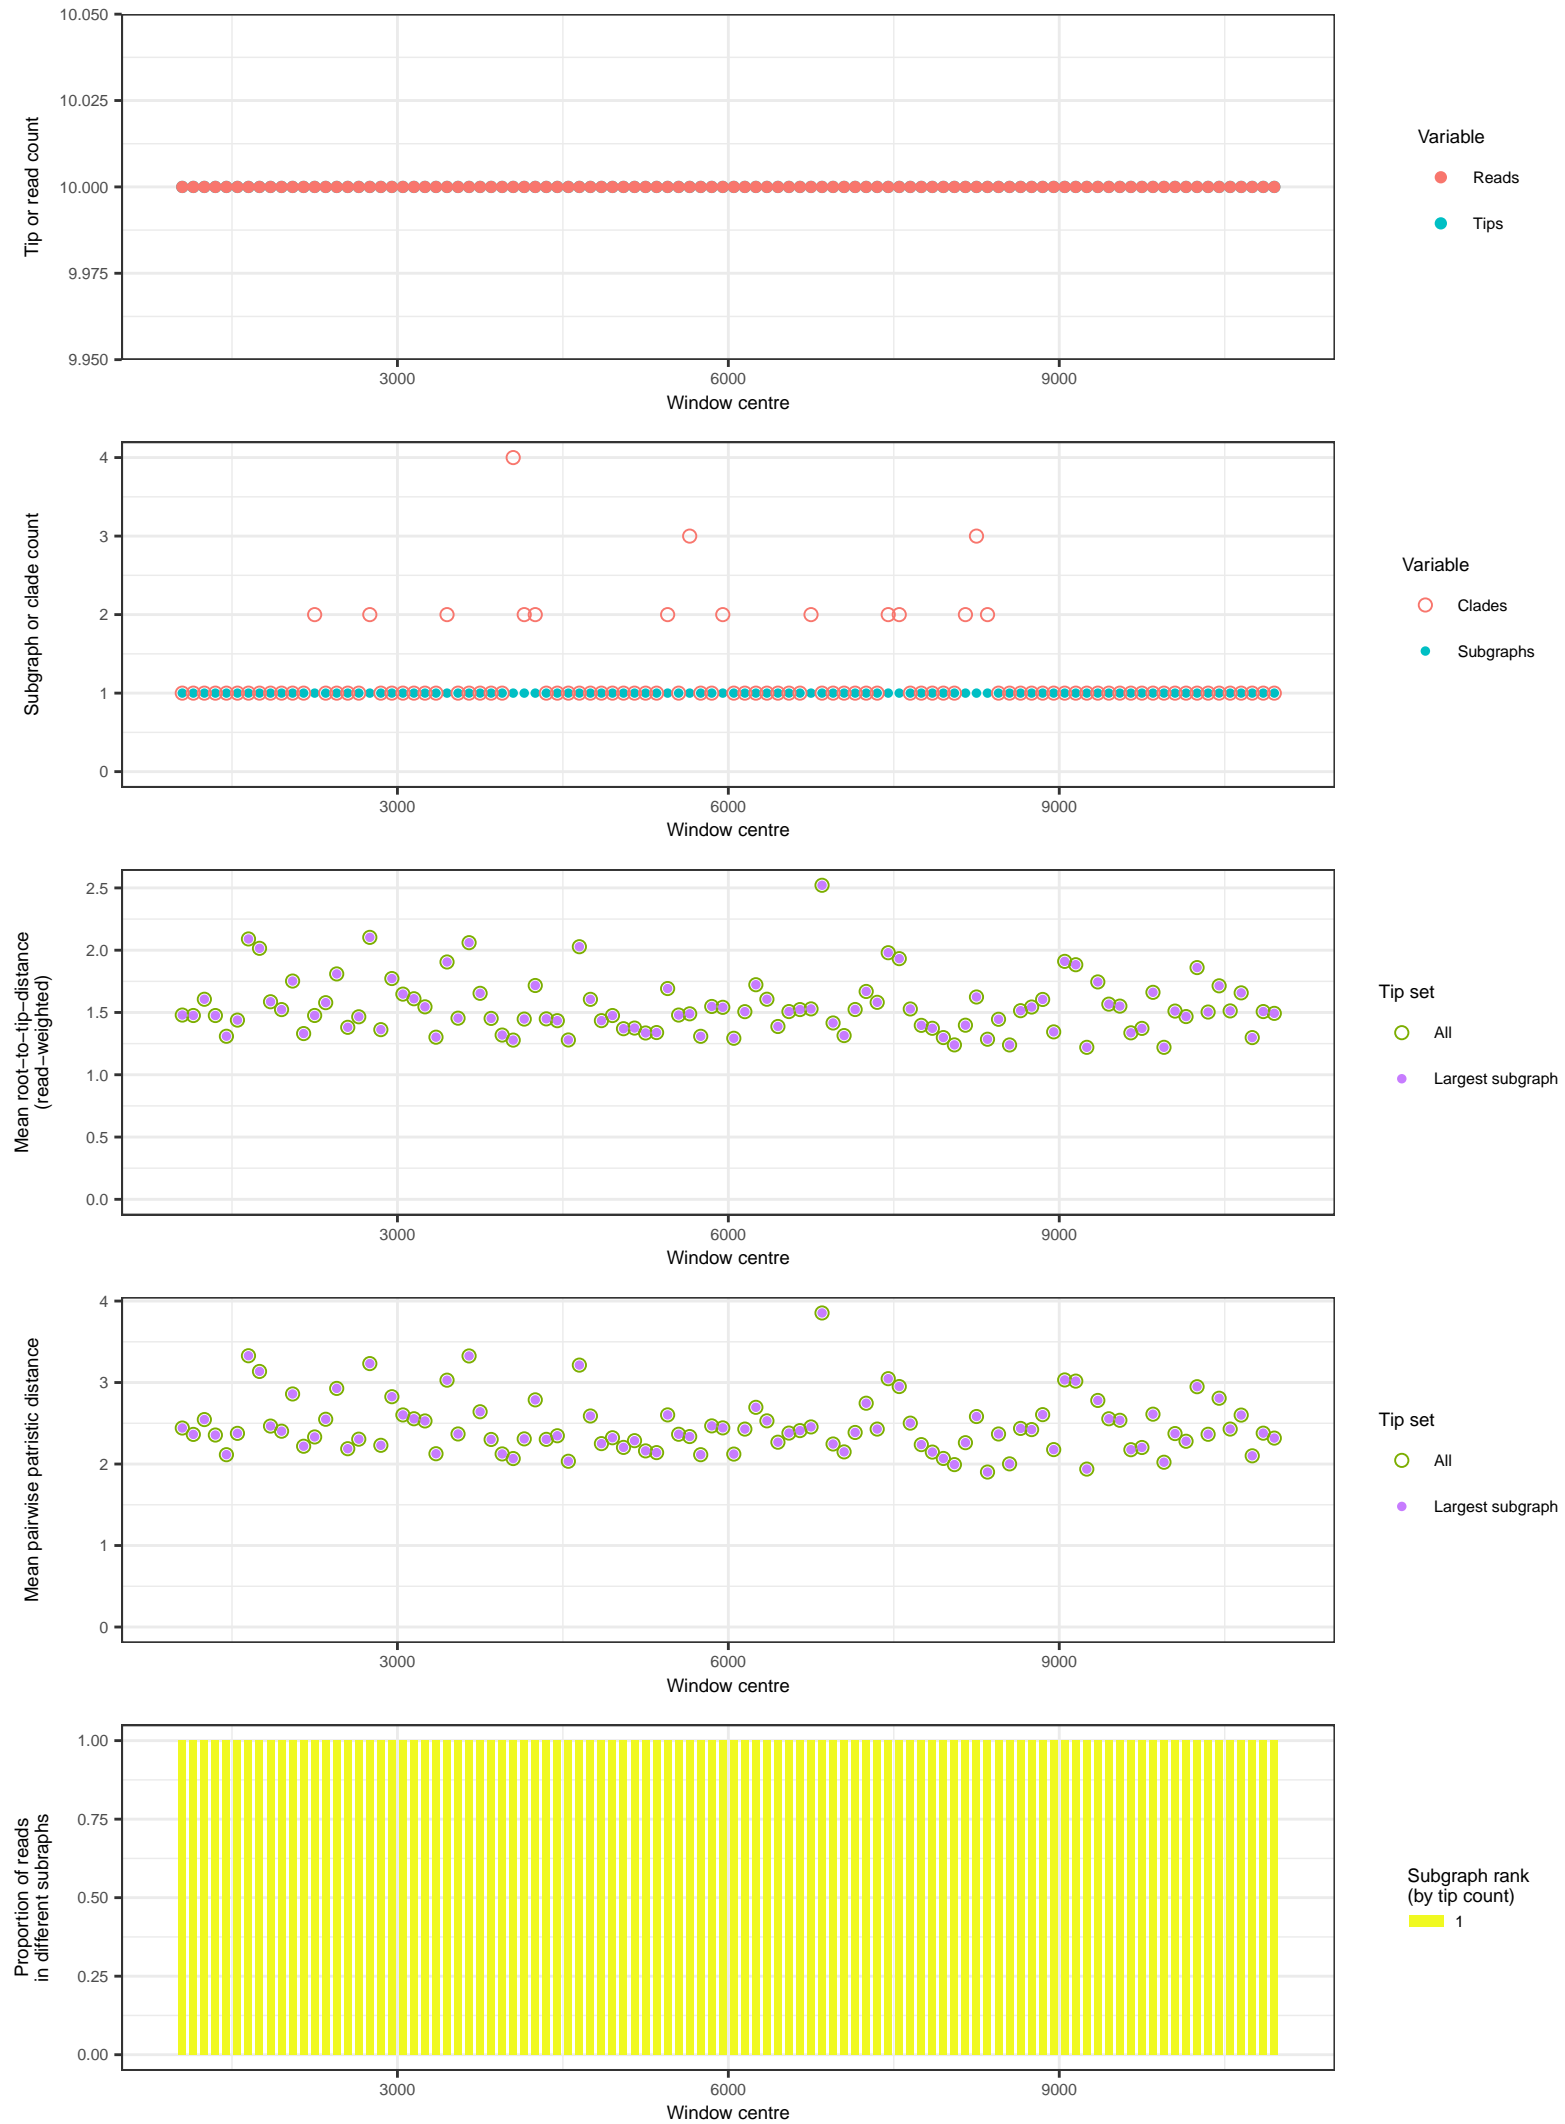 10.050
10.025
10.000
9.975
9.950
Tip or read count
3000 6000 9000
Window centre
Variable
Reads
Tips
4
3
2
1
0
Subgraph or clade count
3000 6000 9000
Window centre
Variable
Clades
Subgraphs
2.5
2.0
1.5
1.0
0.5
0.0
Mean root−to−tip−distance
(read−weighted)
3000 6000 9000
Window centre
Tip set
All
Largest subgraph
4
3
2
1
0
Mean pairwise patristic distance
3000 6000 9000
Window centre
Tip set
All
Largest subgraph
1.00
0.75
0.50
0.25
0.00
Proportion of reads
in different subraphs
3000 6000 9000
Window centre
Subgraph rank
(by tip count)
1